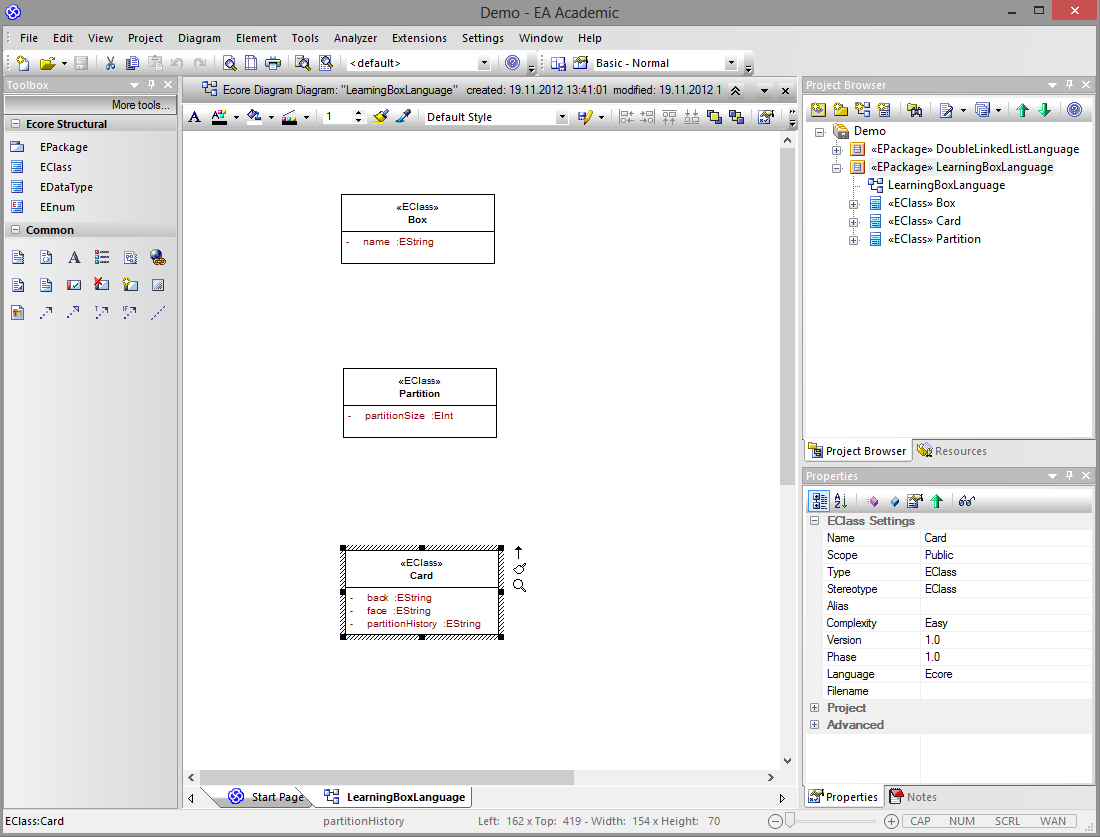 Demo - EA Academic
File Edit View Project Diagram Element Tools Analyzer Extensions Settings Window Help
<default> Basic - Normal
Toolbox
More tools...
Ecore Structural
EPackage
EClass
EDataType
EEnum
Common
Ecore Diagram Diagram: "LearningBoxLanguage" created: 19.11.2012 13:41:01 modified: 19.11.2012 1
1 Default Style
«EClass»
Box
- name :EString
«EClass»
Partition
- partitionSize :EInt
«EClass»
Card
- back :EString
- face :EString
- partitionHistory :EString
Start Page LearningBoxLanguage
Project Browser
Demo
«EPackage» DoubleLinkedListLanguage
«EPackage» LearningBoxLanguage
LearningBoxLanguage
«EClass» Box
«EClass» Card
«EClass» Partition
Project Browser Resources
Properties
EClass Settings
Name Card
Scope Public
Type EClass
Stereotype EClass
Alias
Complexity Easy
Version 1.0
Phase 1.0
Language Ecore
Filename
Project
Advanced
Properties Notes
EClass:Card partitionHistory Left: 162 x Top: 419 - Width: 154 x Height: 70 CAP NUM SCRL WAN